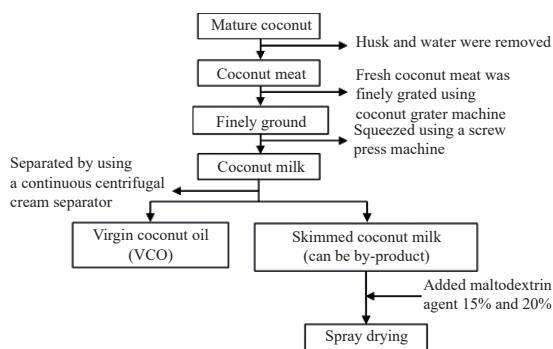 Mature coconut
Husk and water were removed
Coconut meat
Fresh coconut meat was
finely grated using
coconut grater machine
Finely ground
Squeezed using a screw
press machine
Coconut milk
Separated by using
a continuous centrifugal
cream separator
Virgin coconut oil
(VCO)
Skimmed coconut milk
(can be by-product)
Added maltodextrin
agent 15% and 20%
Spray drying